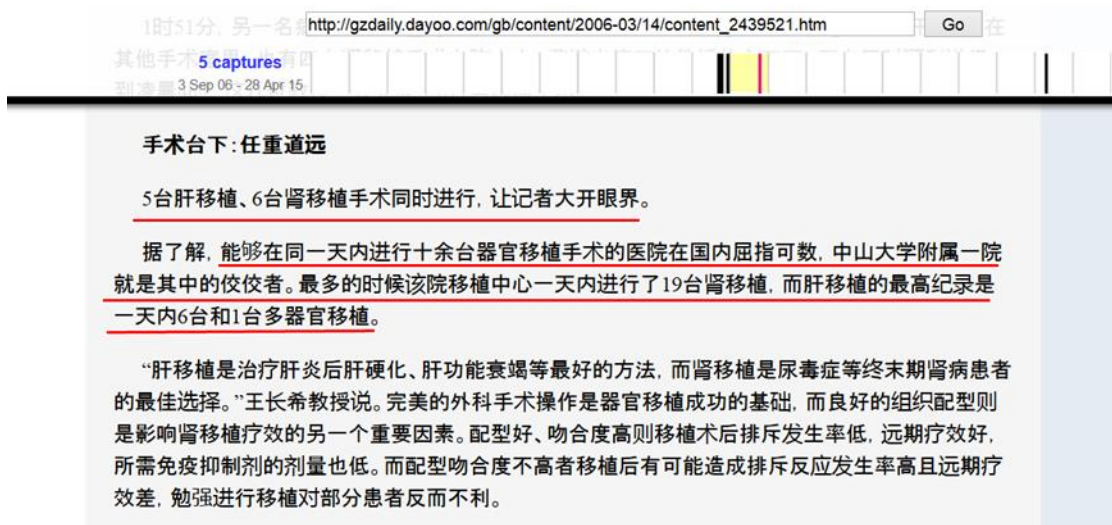 http://gzdaily.dayoo.com/gb/content/2006-03/14/content_2439521.htm
Go
1时51分，另一名
在
其他手术
5 captures
3 Sep 06 - 28 Apr 15
手术台下：任重道远
5台肝移植、6台肾移植手术同时进行，让记者大开眼界。
据了解，能够在同一天内进行十余台器官移植手术的医院在国内屈指可数，中山大学附属一院
就是其中的佼佼者。最多的时候该院移植中心一天内进行了19台肾移植，而肝移植的最高纪录是
一天内6台和1台多器官移植。
“肝移植是治疗肝炎后肝硬化、肝功能衰竭等最好的方法，而肾移植是尿毒症等终末期肾病患者
的最佳选择。”王长希教授说。完美的外科手术操作是器官移植成功的基础，而良好的组织配型则
是影响肾移植疗效的另一个重要因素。配型好、吻合度高则移植术后排斥发生率低，远期疗效好，
所需免疫抑制剂的剂量也低。而配型吻合度不高者移植后有可能造成排斥反应发生率高且远期疗
效差，勉强进行移植对部分患者反而不利。